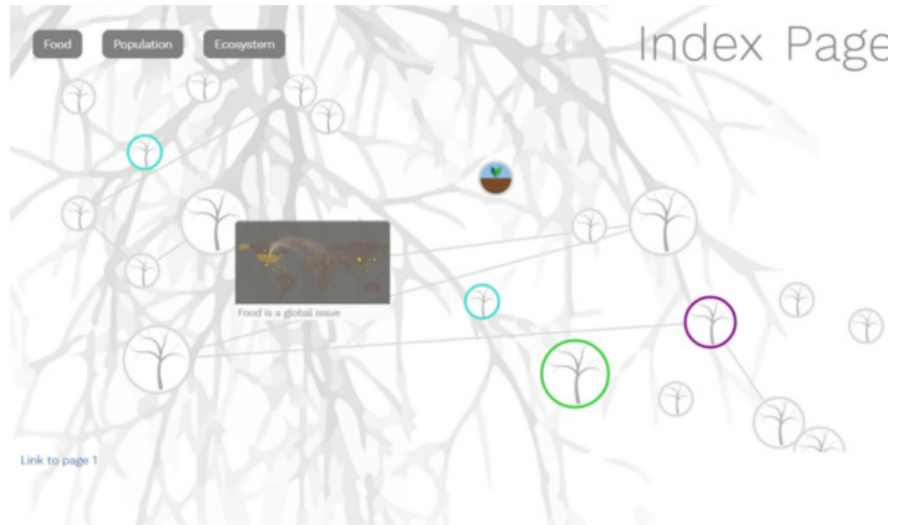 Food Population Ecosystem
Index Page
Food is a global issue
Link to page 1